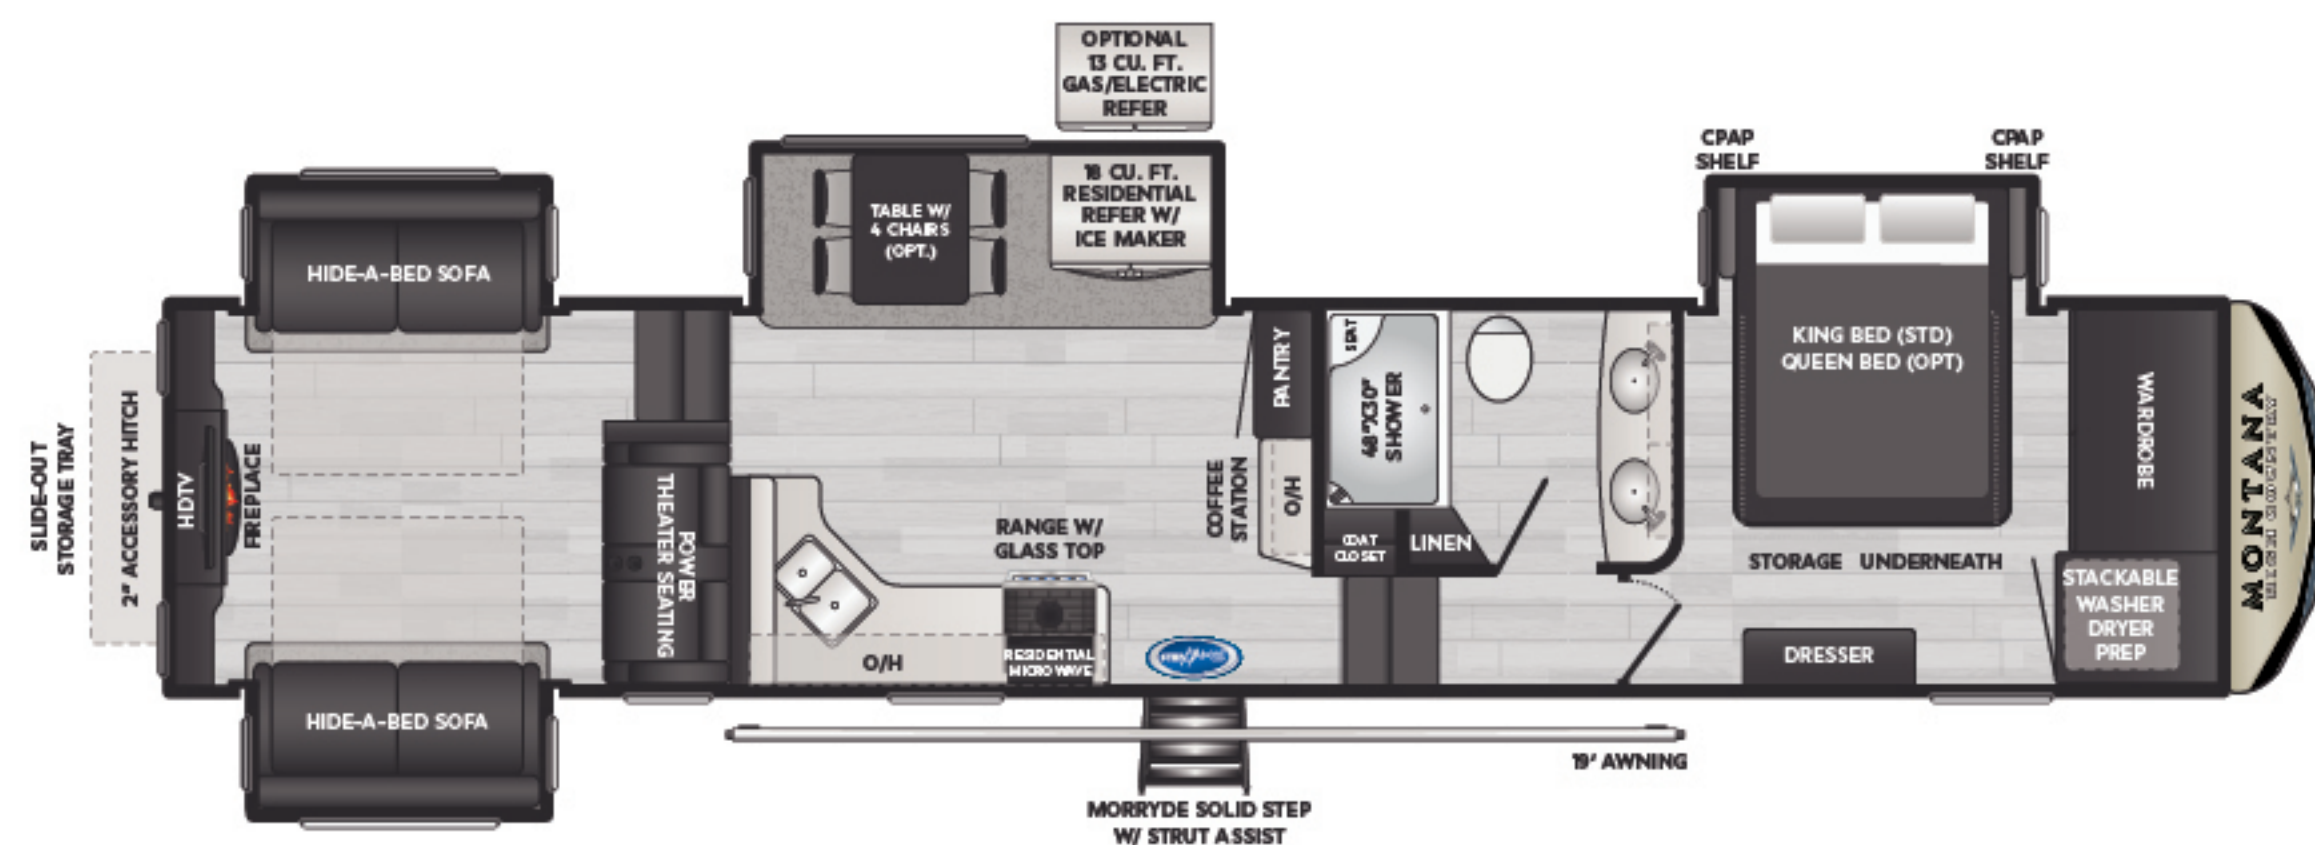 OPTIONAL
13 CU. FT.
GAS/ELECTRIC
REFER
CPAP
SHELF
CPAP
SHELF
18 CU. FT.
RESIDENTIAL
REFER W/
ICE MAKER
TABLE W/
4 CHAIRS
(OPT.)
HIDE-A-BED SOFA
SLIDE-OUT
STORAGE TRAY
2" ACCESSORY HITCH
HDTV
FIREPLACE
POWER
THEATER SEATING
RANGE W/
GLASS TOP
O/H
RESIDENTIAL
MICROWAVE
COFFEE
STATION
PANTRY
O/H
SEAT
48"X30"
SHOWER
COAT
CLOSET
LINEN
KING BED (STD)
QUEEN BED (OPT)
STORAGE UNDERNEATH
DRESSER
WARDROBE
STACKABLE
WASHER
DRYER
PREP
MONTANA
HIGH COUNTRY
HIDE-A-BED SOFA
19' AWNING
MORRYDE SOLID STEP
W/ STRUT ASSIST